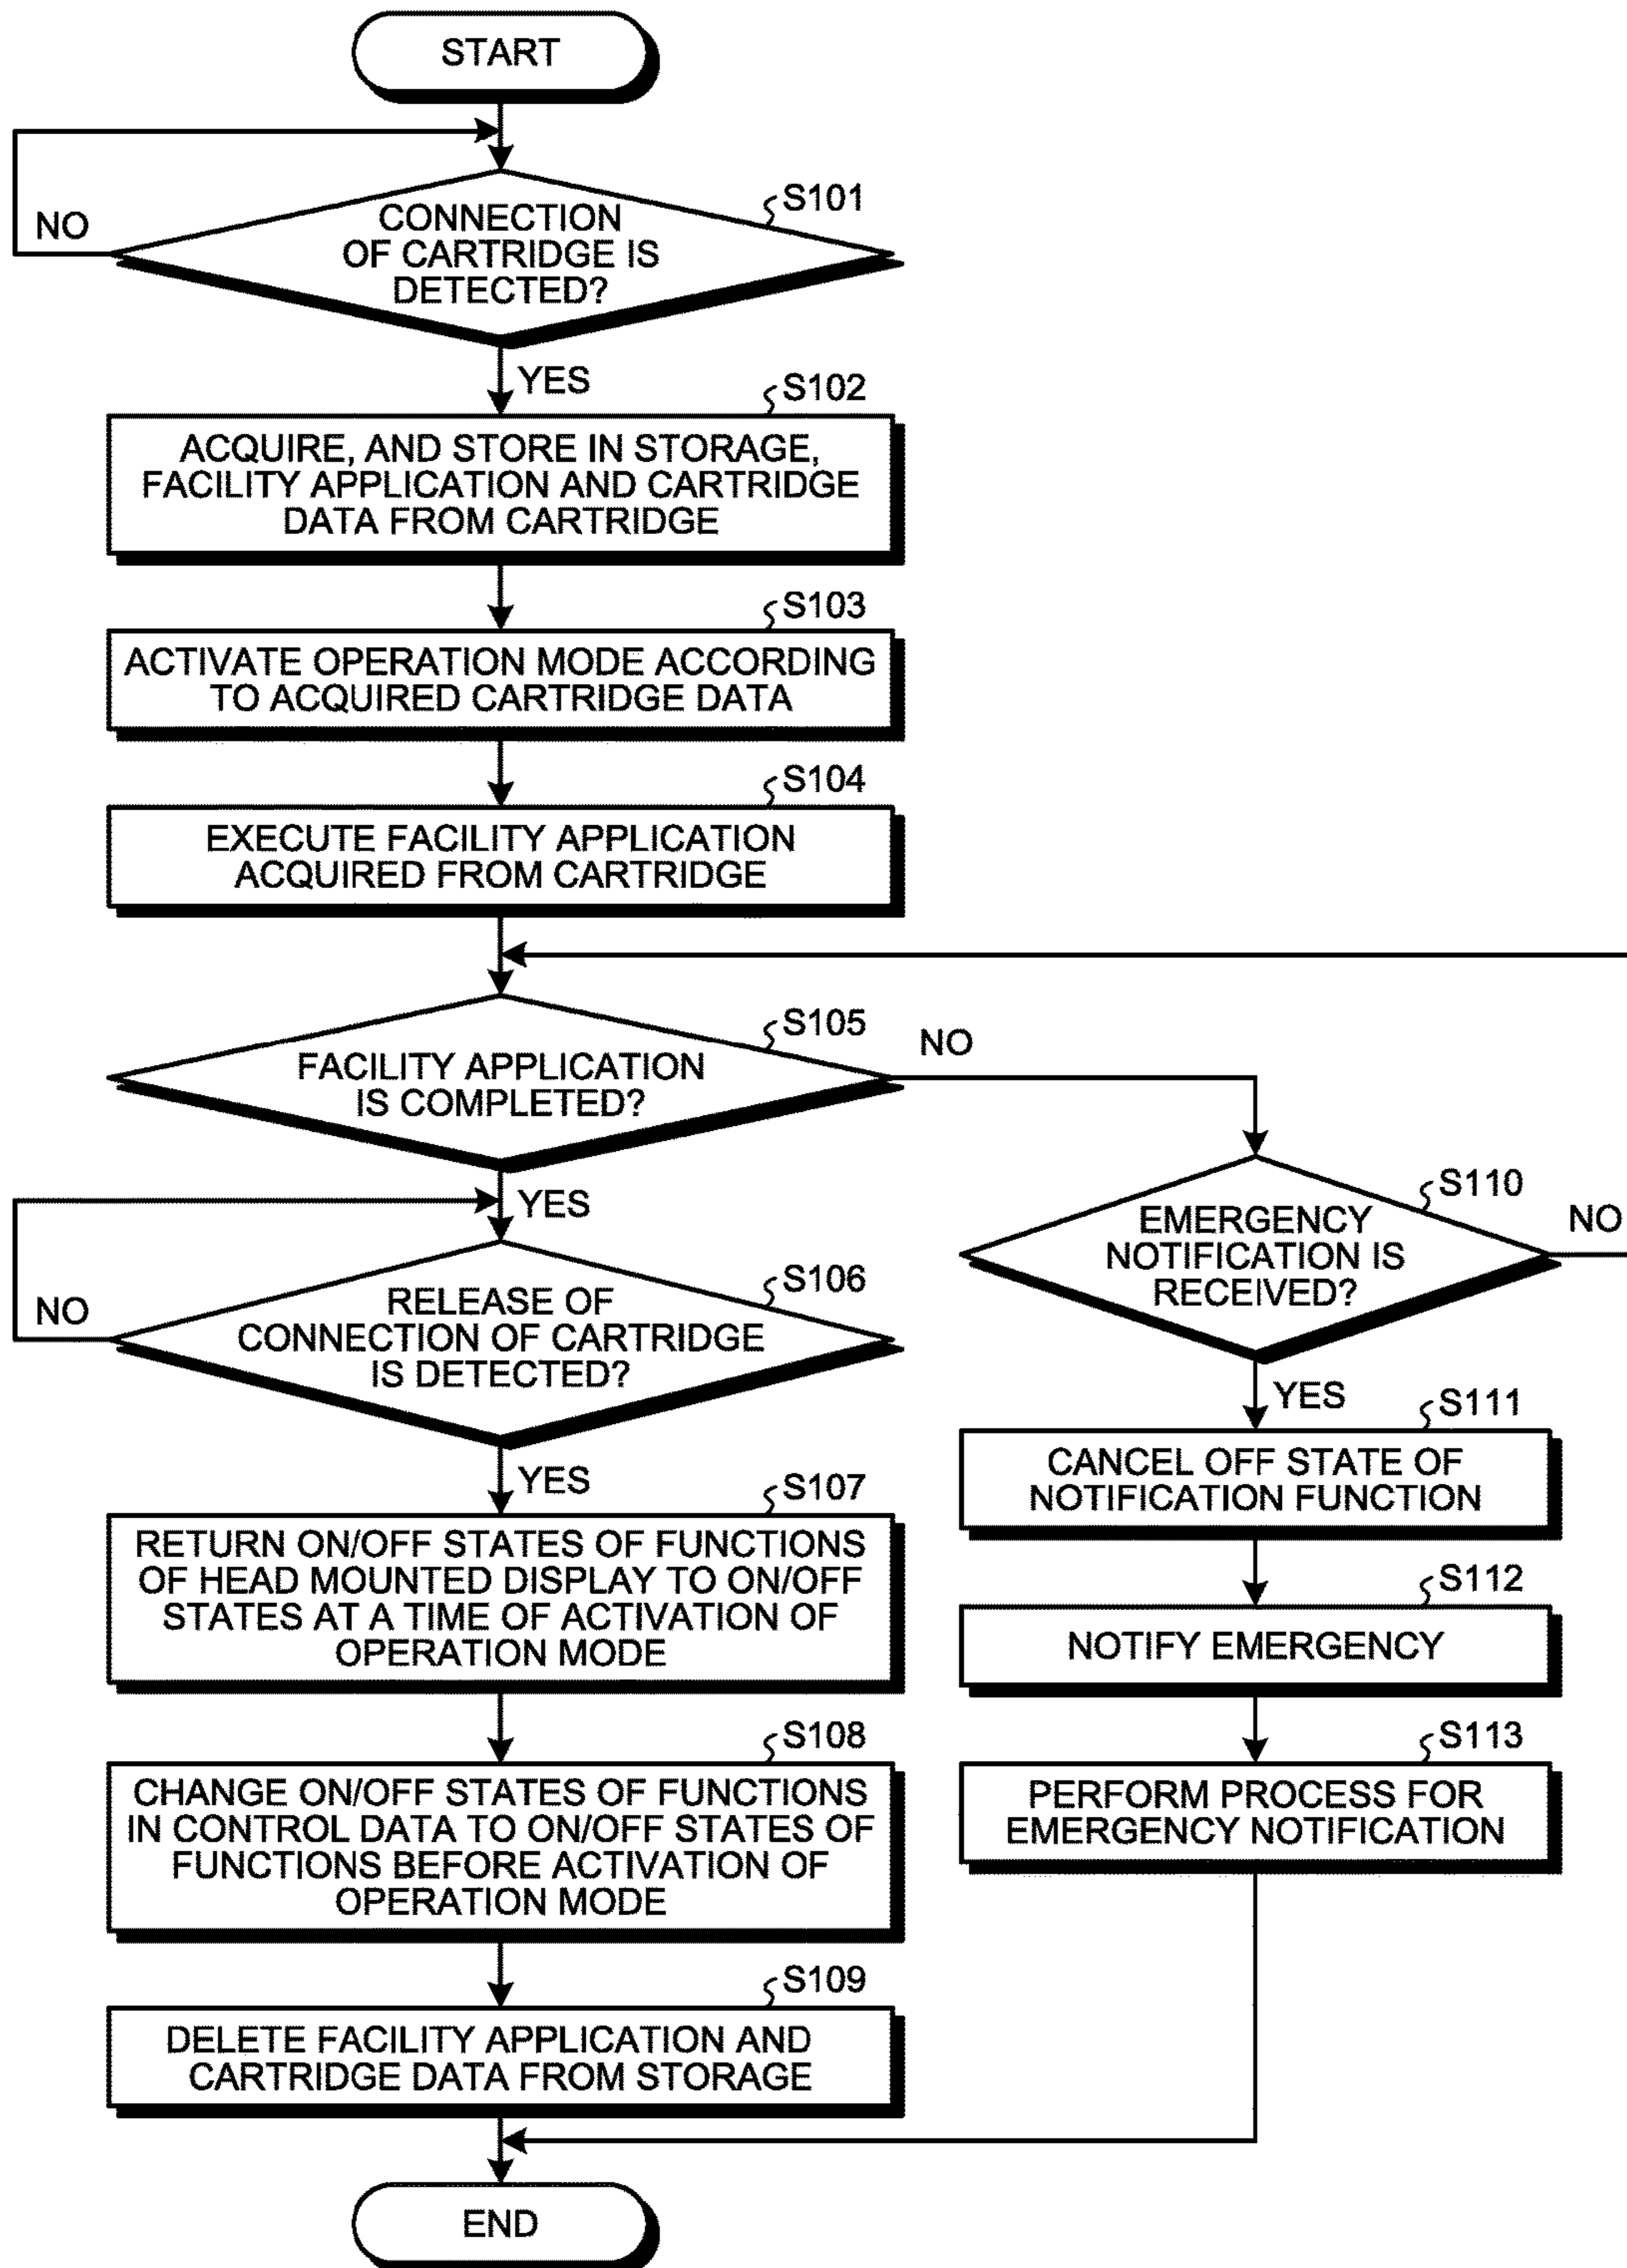 START
NO
S101
CONNECTION
OF CARTRIDGE IS
DETECTED?
YES
S102
ACQUIRE, AND STORE IN STORAGE,
FACILITY APPLICATION AND CARTRIDGE
DATA FROM CARTRIDGE
S103
ACTIVATE OPERATION MODE ACCORDING
TO ACQUIRED CARTRIDGE DATA
S104
EXECUTE FACILITY APPLICATION
ACQUIRED FROM CARTRIDGE
S105
NO
FACILITY APPLICATION
IS COMPLETED?
YES
NO
S106
RELEASE OF
CONNECTION OF CARTRIDGE
IS DETECTED?
YES
S107
RETURN ON/OFF STATES OF FUNCTIONS
OF HEAD MOUNTED DISPLAY TO ON/OFF
STATES AT A TIME OF ACTIVATION OF
OPERATION MODE
S108
CHANGE ON/OFF STATES OF FUNCTIONS
IN CONTROL DATA TO ON/OFF STATES OF
FUNCTIONS BEFORE ACTIVATION OF
OPERATION MODE
S109
DELETE FACILITY APPLICATION AND
CARTRIDGE DATA FROM STORAGE
S110
NO
EMERGENCY
NOTIFICATION IS
RECEIVED?
YES
S111
CANCEL OFF STATE OF
NOTIFICATION FUNCTION
S112
NOTIFY EMERGENCY
S113
PERFORM PROCESS FOR
EMERGENCY NOTIFICATION
END